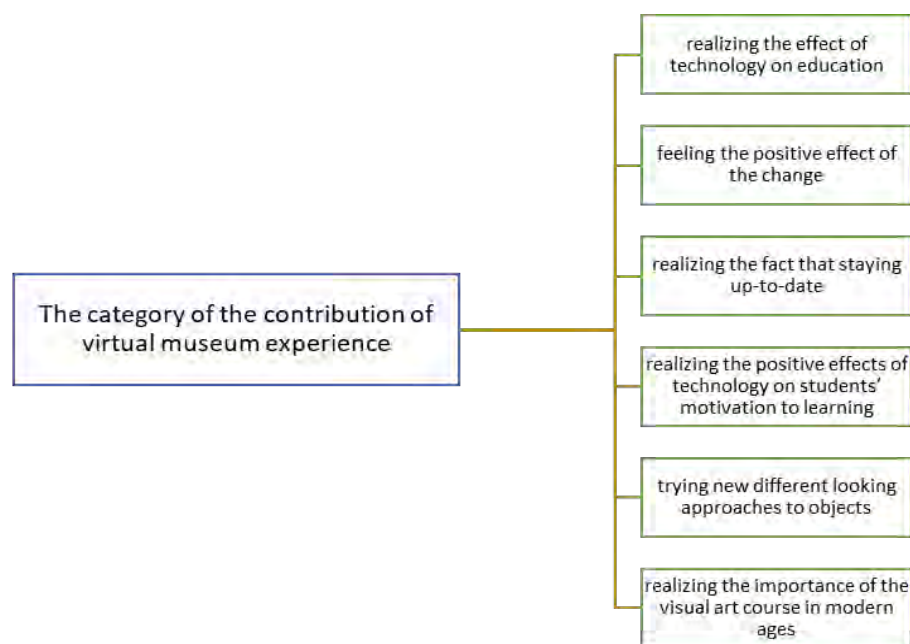 realizing the effect of
technology on education
feeling the positive effect of
the change
realizing the fact that staying
up-to-date
The category of the contribution of
virtual museum experience
realizing the positive effects of
technology on students’
motivation to learning
trying new different looking
approaches to objects
realizing the importance of the
visual art course in modern
ages